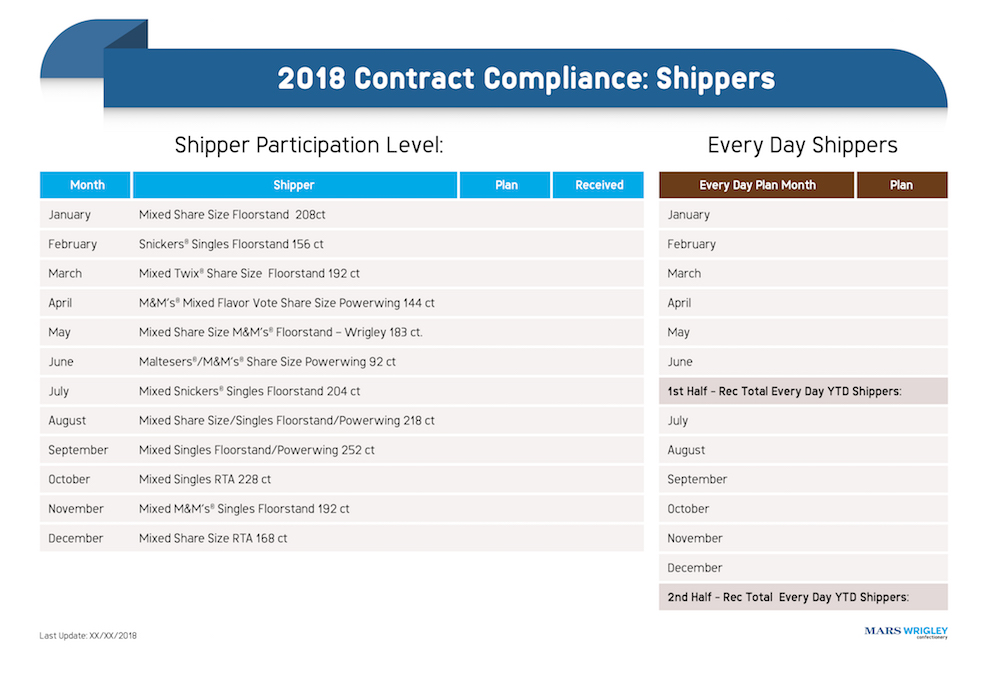 2018 Contract Compliance: Shippers
Shipper Participation Level:
Month Shipper Plan Received
January Mixed Share Size Floorstand 208ct
February Snickers® Singles Floorstand 156 ct
March Mixed Twix® Share Size Floorstand 192 ct
April M&M's® Mixed Flavor Vote Share Size Powerwing 144 ct
May Mixed Share Size M&M's® Floorstand – Wrigley 183 ct.
June Maltesers®/M&M's® Share Size Powerwing 92 ct
July Mixed Snickers® Singles Floorstand 204 ct
August Mixed Share Size/Singles Floorstand/Powerwing 218 ct
September Mixed Singles Floorstand/Powerwing 252 ct
October Mixed Singles RTA 228 ct
November Mixed M&M's® Singles Floorstand 192 ct
December Mixed Share Size RTA 168 ct
Every Day Shippers
Every Day Plan Month Plan
January
February
March
April
May
June
1st Half - Rec Total Every Day YTD Shippers:
July
August
September
October
November
December
2nd Half - Rec Total Every Day YTD Shippers:
Last Update: XX/XX/2018
MARS WRIGLEY
confectionery